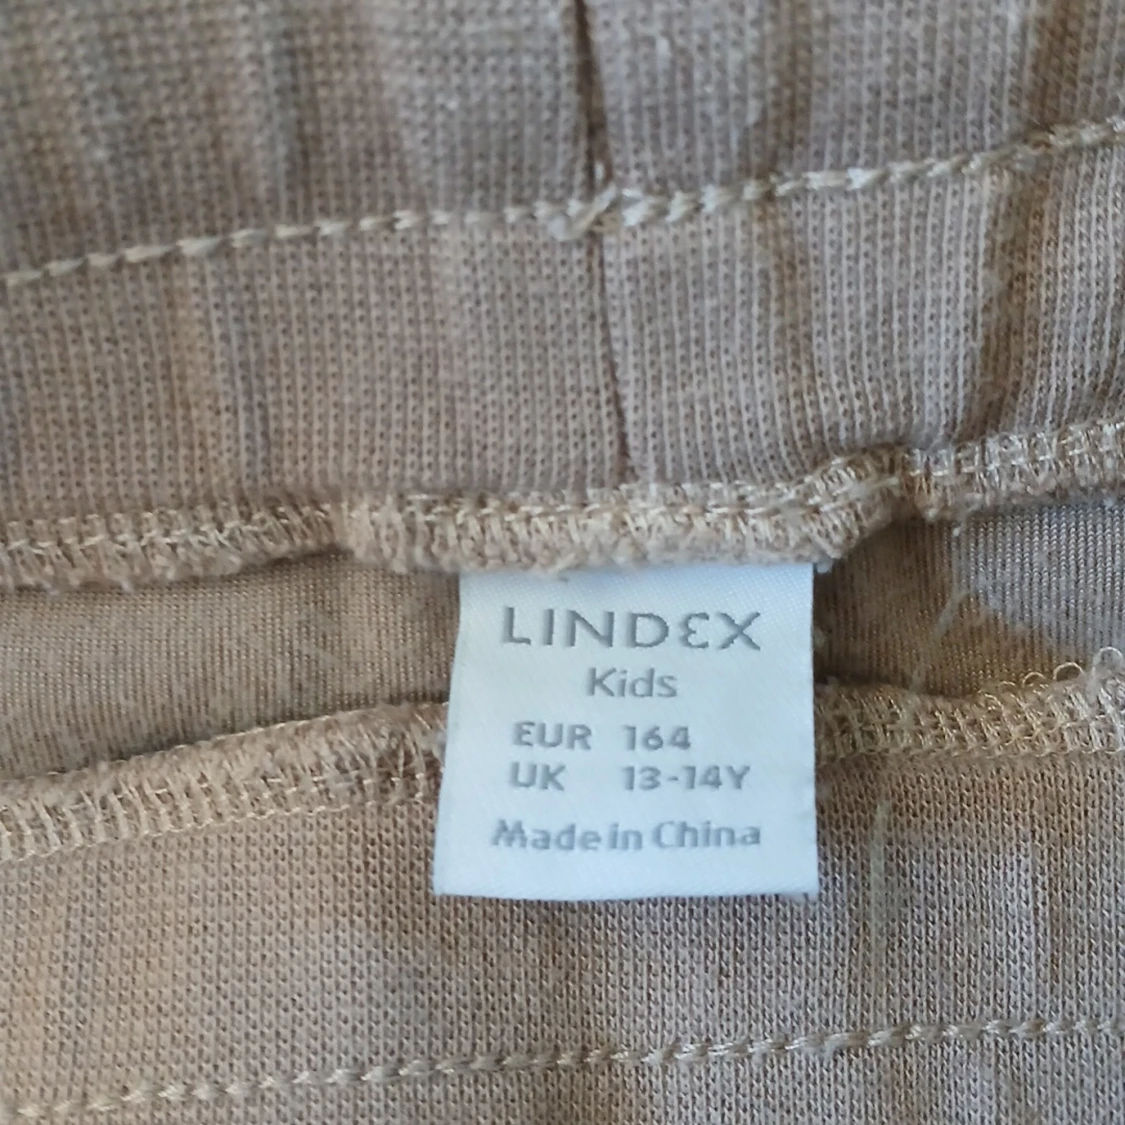 LINDEX
Kids
EUR 164
UK 13-14Y
Made in China